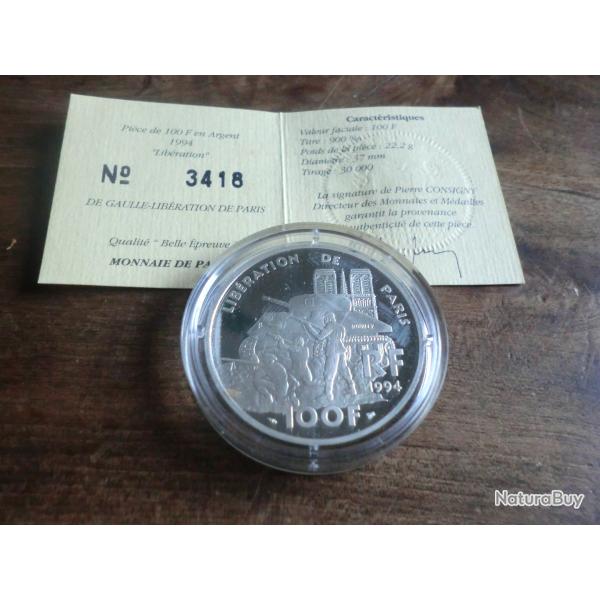 Pièce de 100 F en Argent
1994
"Libération"
No 3418
DE GAULLE-LIBÉRATION DE PARIS
Qualité " Belle Épreuve
MONNAIE DE PA
Caractéristiques
Valeur faciale : 100 F
Titre : 900 ‰
Poids de la pièce : 22,2 g
Diamètre : 37 mm
Tirage : 30 000
La signature de Pierre CONSIGNY
Directeur des Monnaies et Médailles
garantit la provenance
authenticité de cette pièce.
LIBÉRATION DE PARIS
RF
1994
100F
NaturaBuy